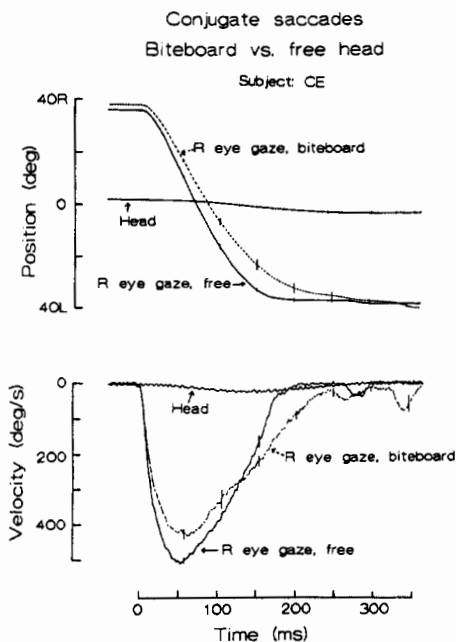 Conjugate saccades
Biteboard vs. free head
Subject: CE
40R
R eye gaze, biteboard
Position (deg)
0
Head
R eye gaze, free
40L
0
Head
Velocity (deg/s)
200
R eye gaze, biteboard
400
R eye gaze, free
0 100 200 300
Time (ms)